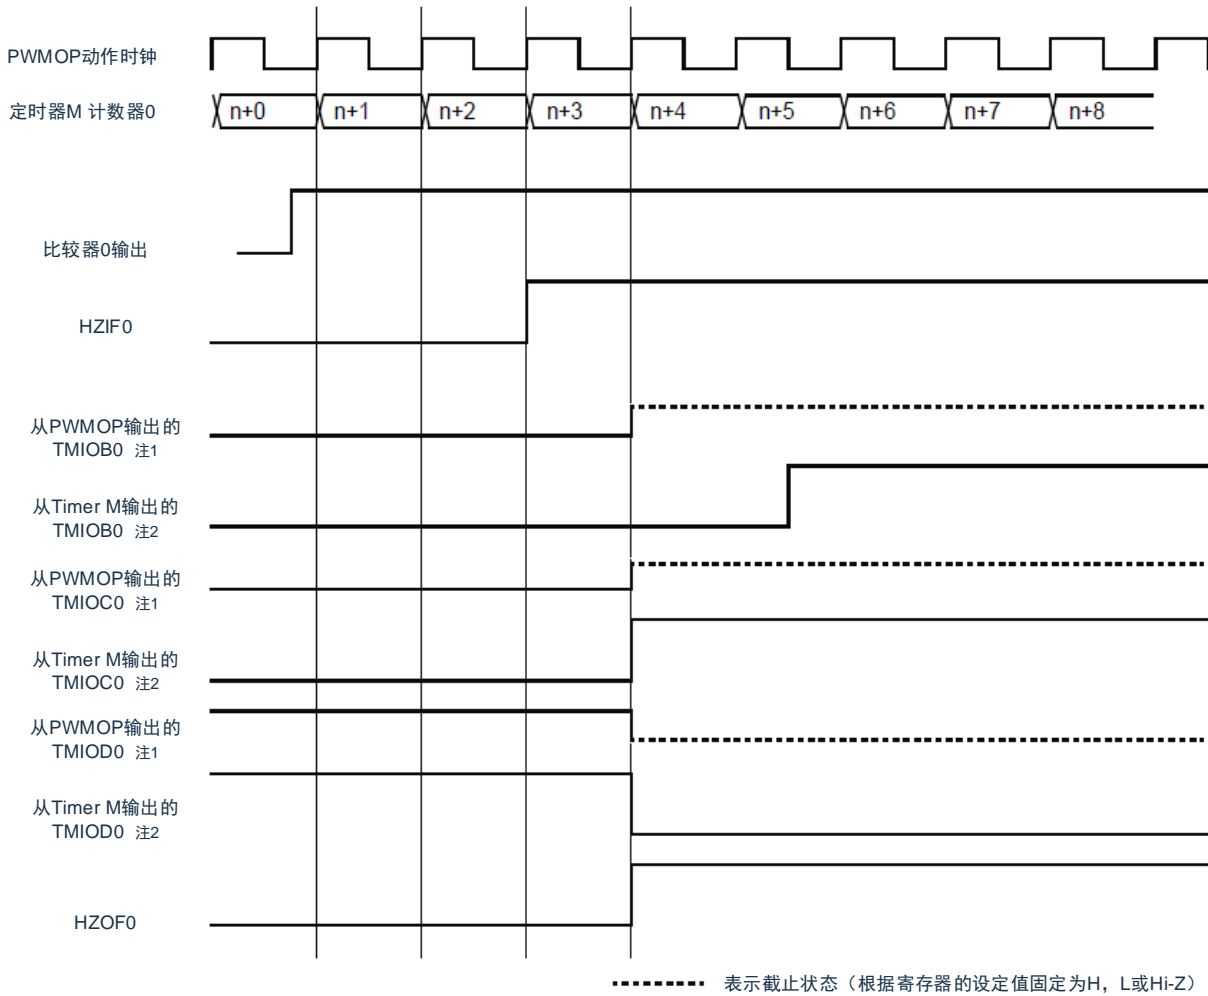 PWMOP动作时钟
定时器M 计数器0
n+0 n+1 n+2 n+3 n+4 n+5 n+6 n+7 n+8
比较器0输出
HZIF0
从PWMOP输出的
TMIOB0 注1
从Timer M输出的
TMIOB0 注2
从PWMOP输出的
TMIOC0 注1
从Timer M输出的
TMIOC0 注2
从PWMOP输出的
TMIOD0 注1
从Timer M输出的
TMIOD0 注2
HZOF0
表示截止状态（根据寄存器的设定值固定为H，L或Hi-Z）